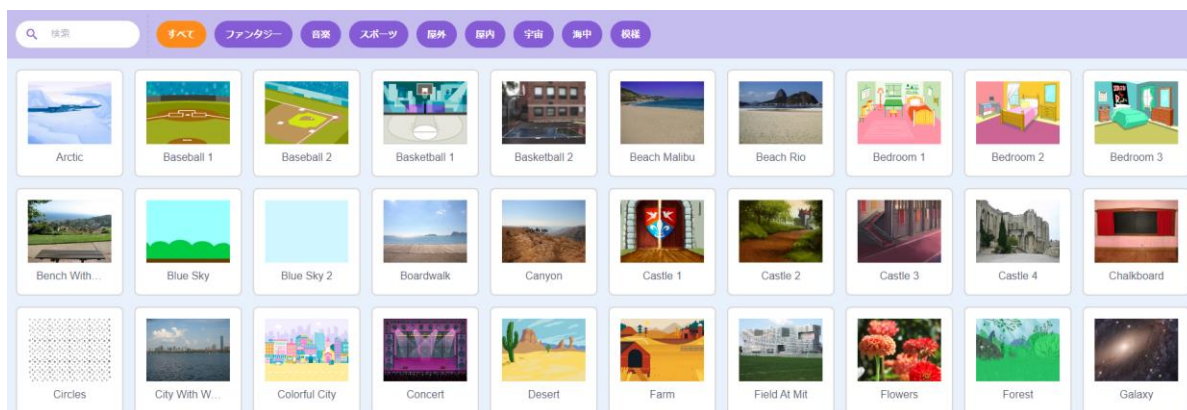 検索 すべて ファンタジー 音楽 スポーツ 屋外 屋内 宇宙 海中 模様
Arctic Baseball 1 Baseball 2 Basketball 1 Basketball 2 Beach Malibu Beach Rio Bedroom 1 Bedroom 2 Bedroom 3
Bench With... Blue Sky Blue Sky 2 Boardwalk Canyon Castle 1 Castle 2 Castle 3 Castle 4 Chalkboard
Circles City With W... Colorful City Concert Desert Farm Field At Mit Flowers Forest Galaxy